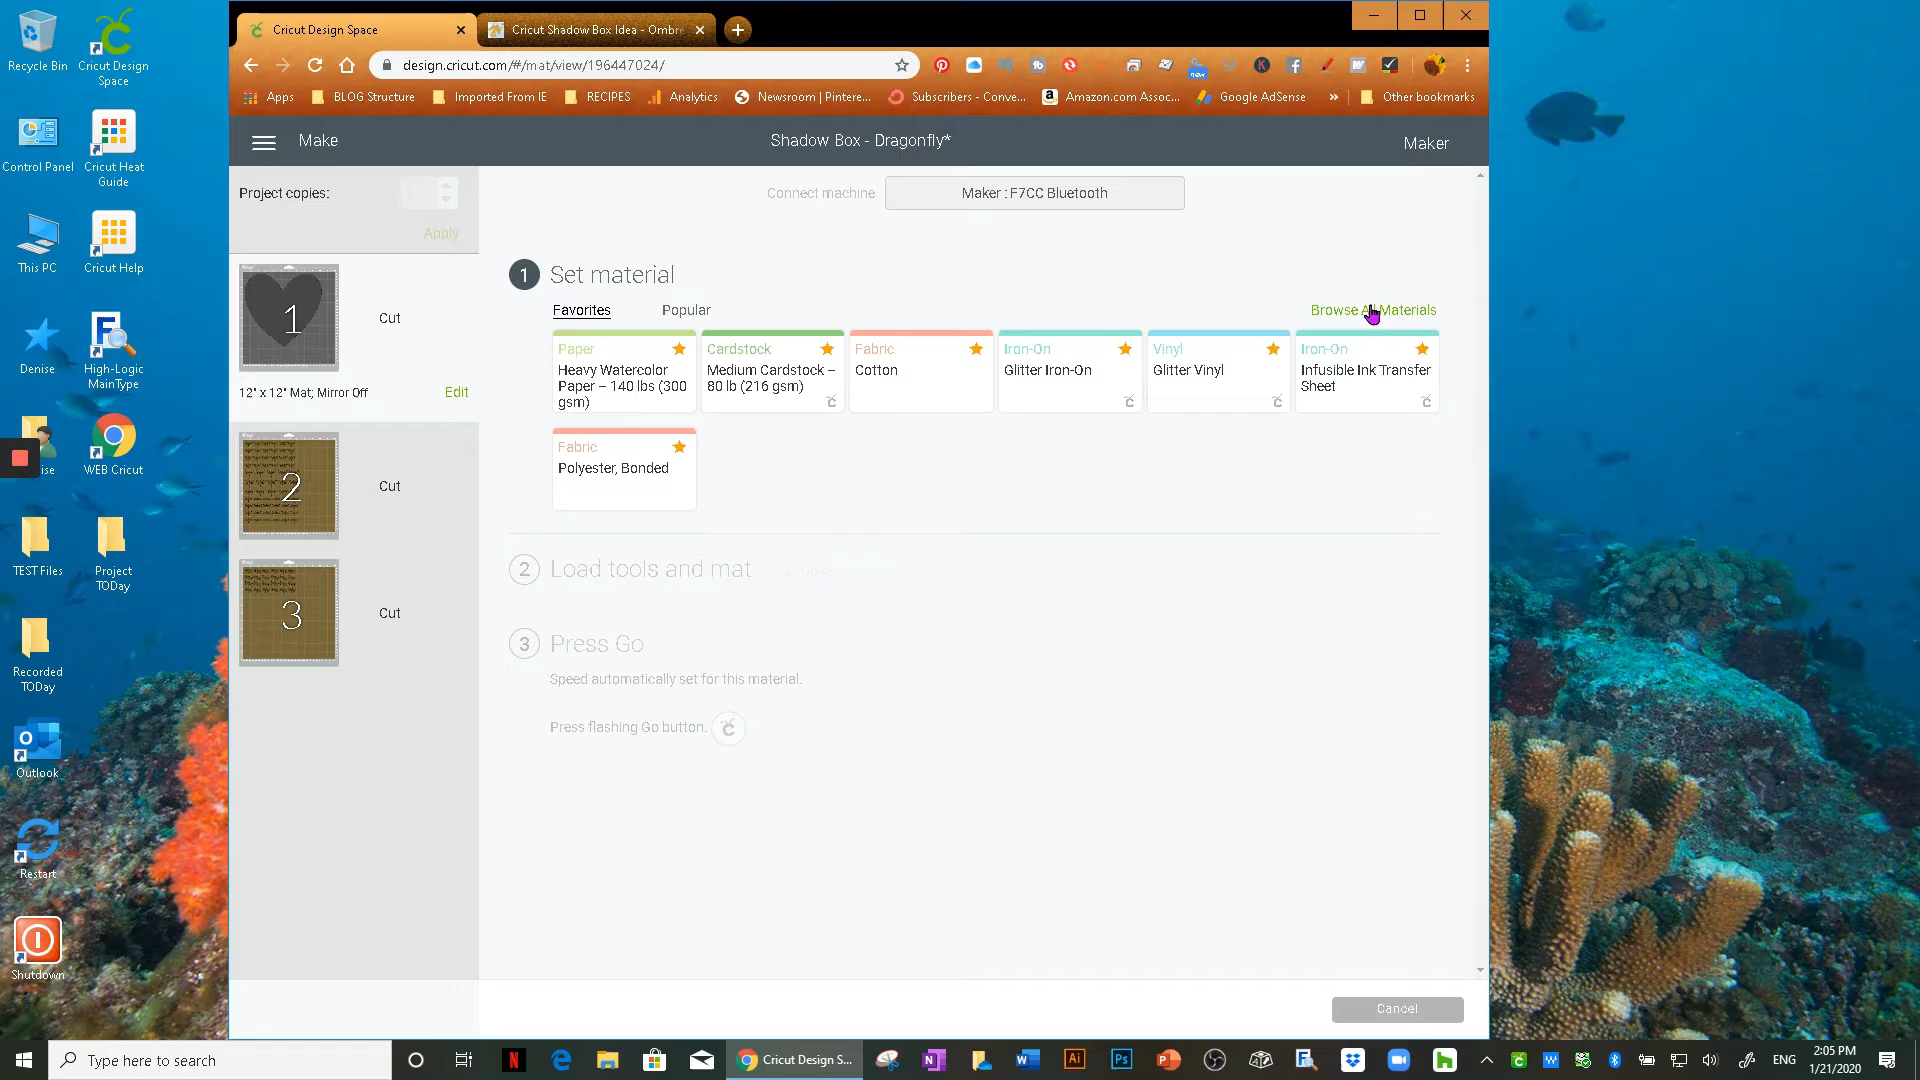 Recycle Bin
Cricut Design
Space
Control Panel
Cricut Heat
Guide
This PC
Cricut Help
Denise
High-Logic
MainType
WEB Cricut
TEST Files
Project
TODay
Recorded
TODay
Outlook
Restart
Shutdown
Cricut Design Space
Cricut Shadow Box Idea - Ombre
design.cricut.com/#/mat/view/196447024/
Apps
BLOG Structure
Imported From IE
RECIPES
Analytics
Newsroom | Pintere...
Subscribers - Conve...
Amazon.com Assoc...
Google AdSense
Other bookmarks
Make
Shadow Box - Dragonfly*
Maker
Project copies:
Apply
Connect machine
Maker : F7CC Bluetooth
1
Cut
12" x 12" Mat; Mirror Off
Edit
2
Cut
3
Cut
1 Set material
Favorites
Popular
Browse All Materials
Paper
Heavy Watercolor
Paper – 140 lbs (300
gsm)
Cardstock
Medium Cardstock –
80 lb (216 gsm)
Fabric
Cotton
Iron-On
Glitter Iron-On
Vinyl
Glitter Vinyl
Iron-On
Infusible Ink Transfer
Sheet
Fabric
Polyester, Bonded
2 Load tools and mat
3 Press Go
Speed automatically set for this material.
Press flashing Go button.
Cancel
Type here to search
Cricut Design S...
ENG
2:05 PM
1/21/2020